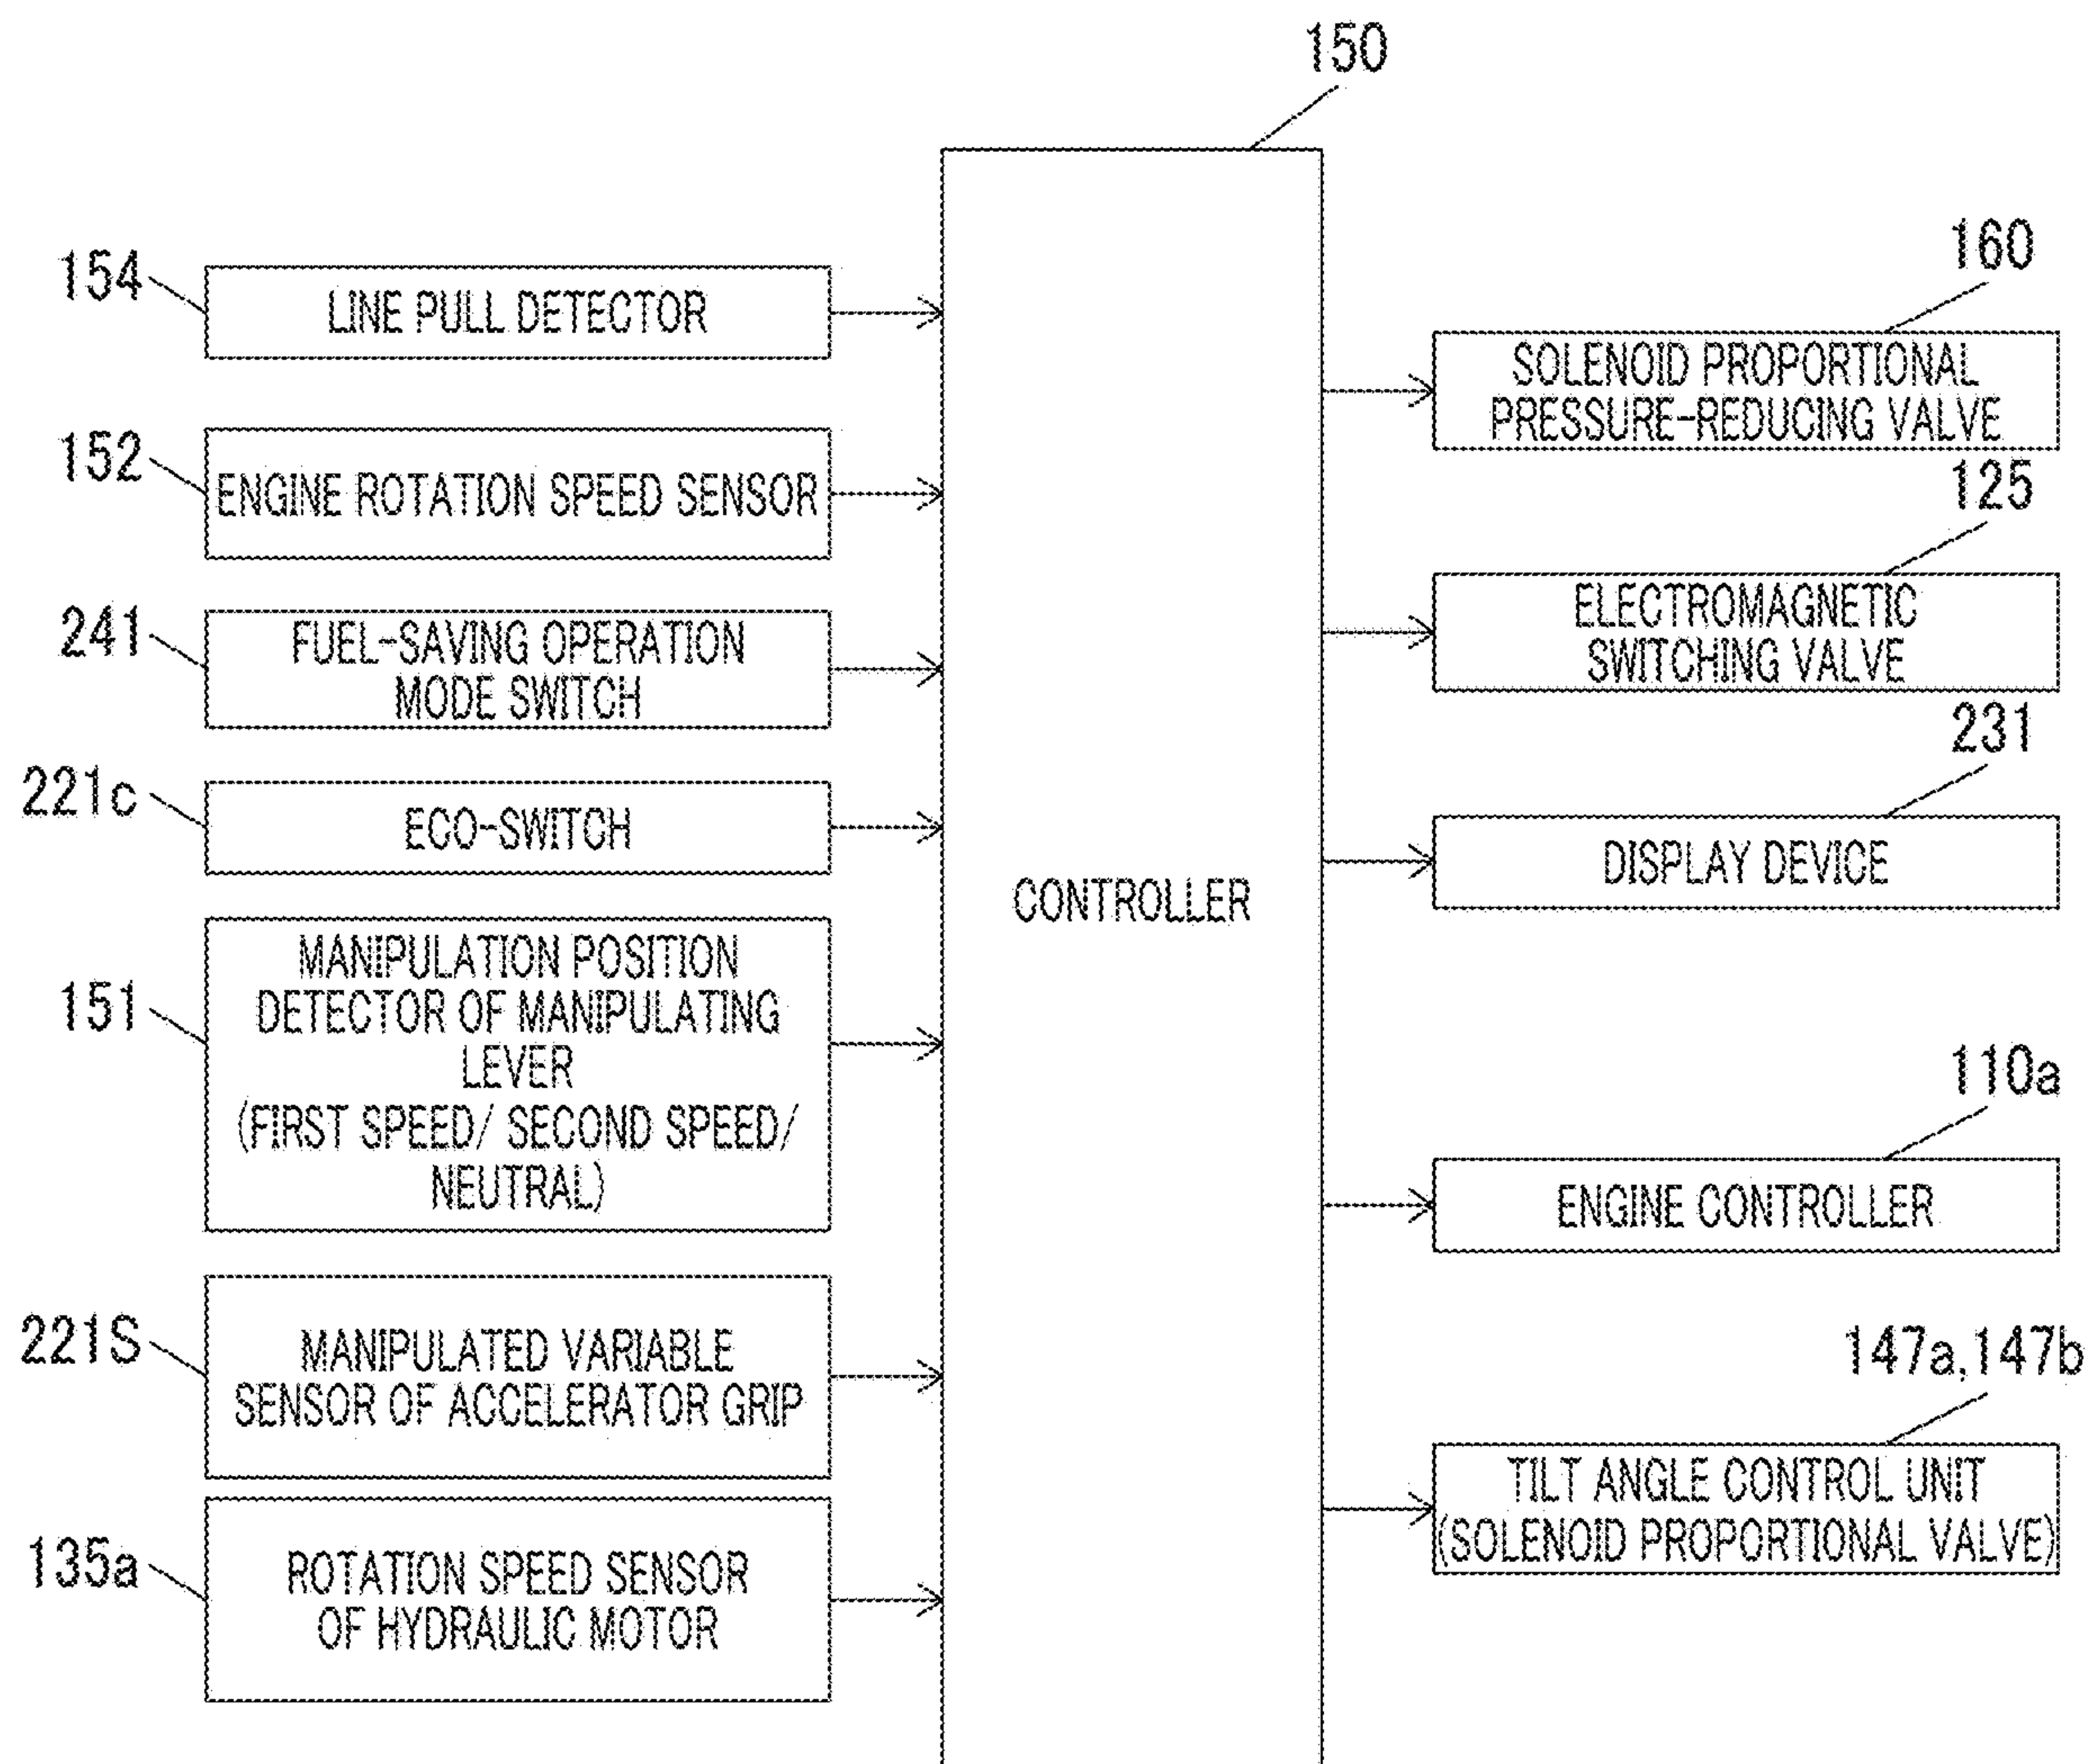 150
154
LINE PULL DETECTOR
152
ENGINE ROTATION SPEED SENSOR
241
FUEL-SAVING OPERATION
MODE SWITCH
221c
ECO-SWITCH
151
MANIPULATION POSITION
DETECTOR OF MANIPULATING
LEVER
(FIRST SPEED/ SECOND SPEED/
NEUTRAL)
221S
MANIPULATED VARIABLE
SENSOR OF ACCELERATOR GRIP
135a
ROTATION SPEED SENSOR
OF HYDRAULIC MOTOR
CONTROLLER
160
SOLENOID PROPORTIONAL
PRESSURE-REDUCING VALVE
125
ELECTROMAGNETIC
SWITCHING VALVE
231
DISPLAY DEVICE
110a
ENGINE CONTROLLER
147a,147b
TILT ANGLE CONTROL UNIT
(SOLENOID PROPORTIONAL VALVE)